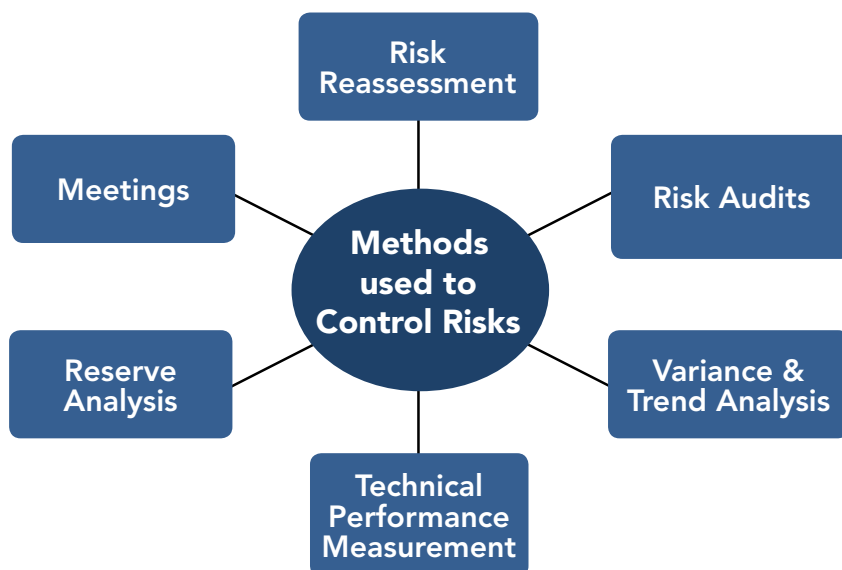 Risk
Reassessment
Meetings
Risk Audits
Methods
used to
Control Risks
Reserve
Analysis
Variance &
Trend Analysis
Technical
Performance
Measurement